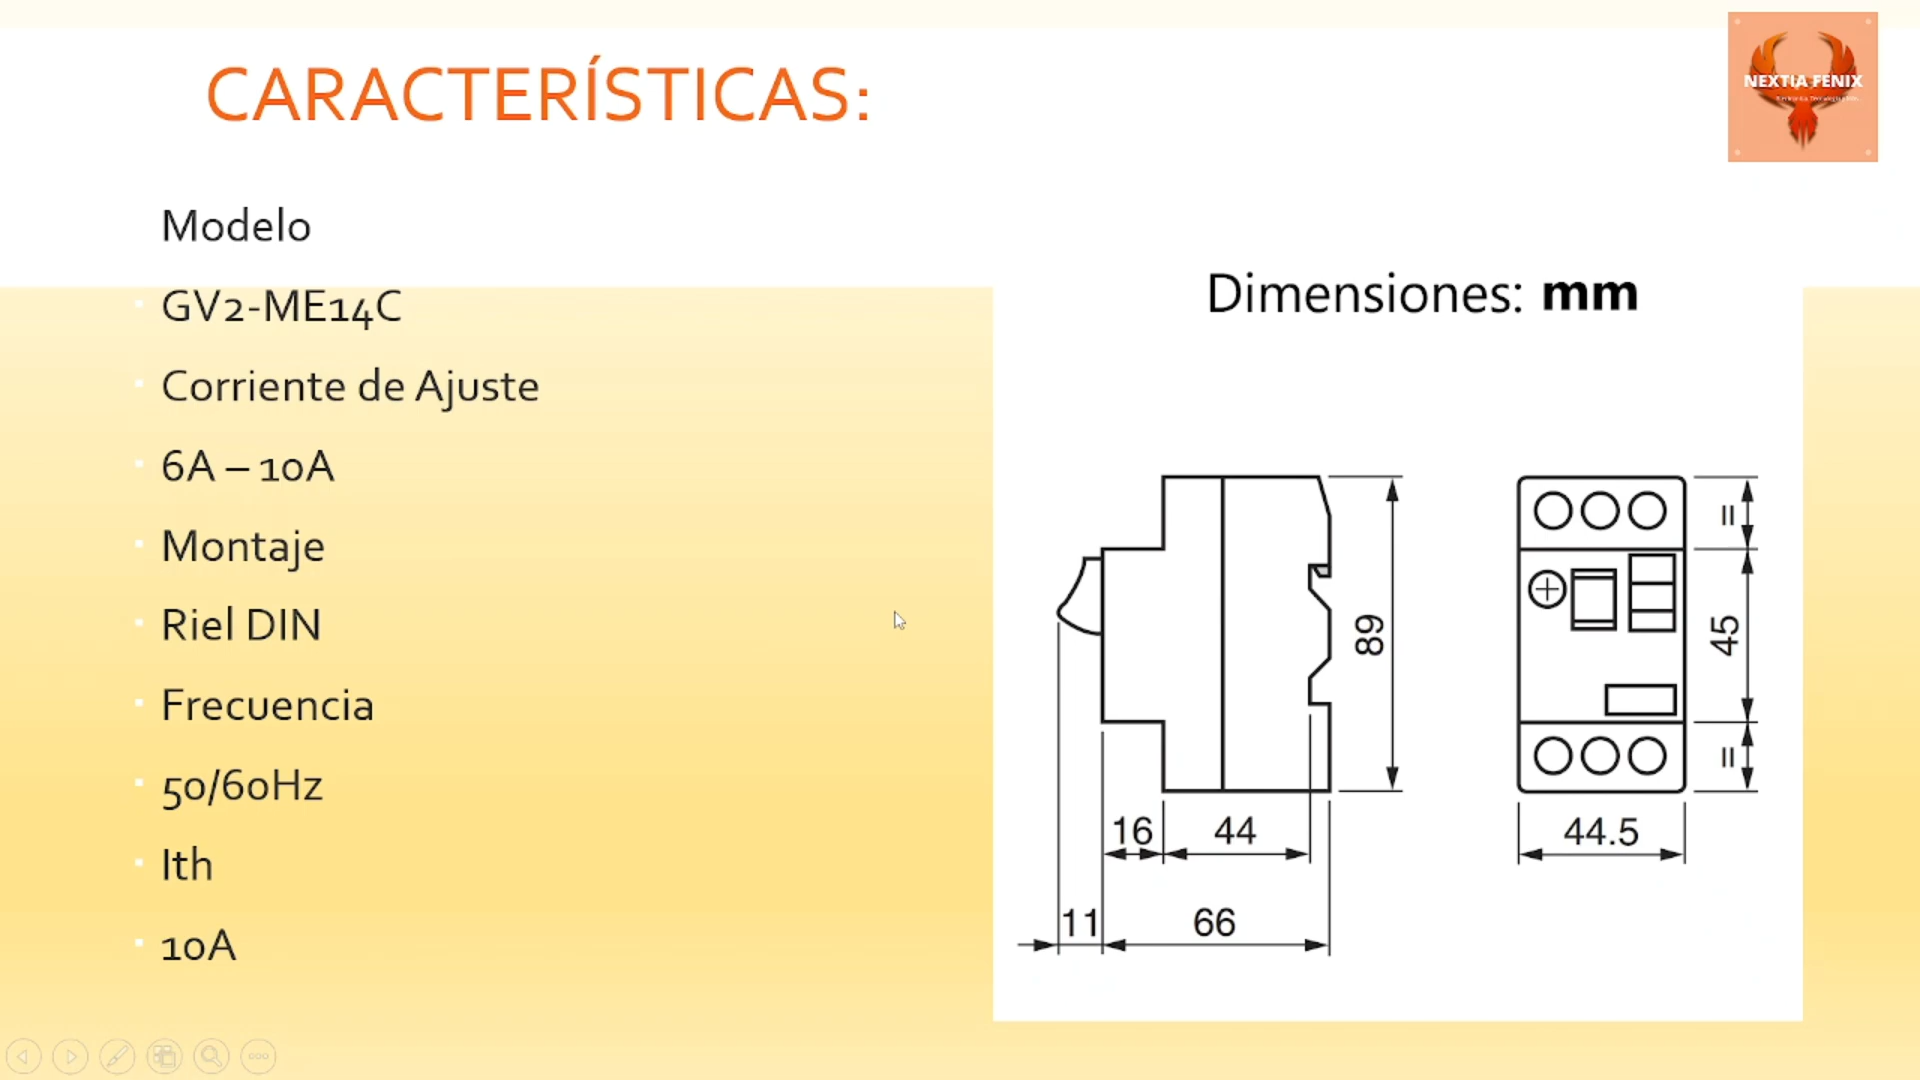 CARACTERÍSTICAS:
NEXTIA FENIX
Modelo
GV2-ME14C
Corriente de Ajuste
6A – 10A
Montaje
Riel DIN
Frecuencia
50/60Hz
Ith
10A
Dimensiones: mm
89
=
45
=
16
44
44.5
11
66